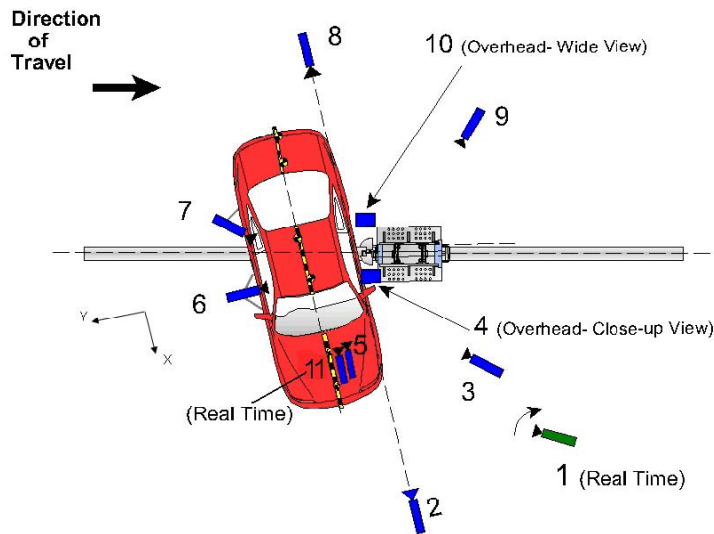 Direction
of
Travel
8
10 (Overhead- Wide View)
9
7
6
Y
X
4 (Overhead- Close-up View)
5
11
3
(Real Time)
1 (Real Time)
2